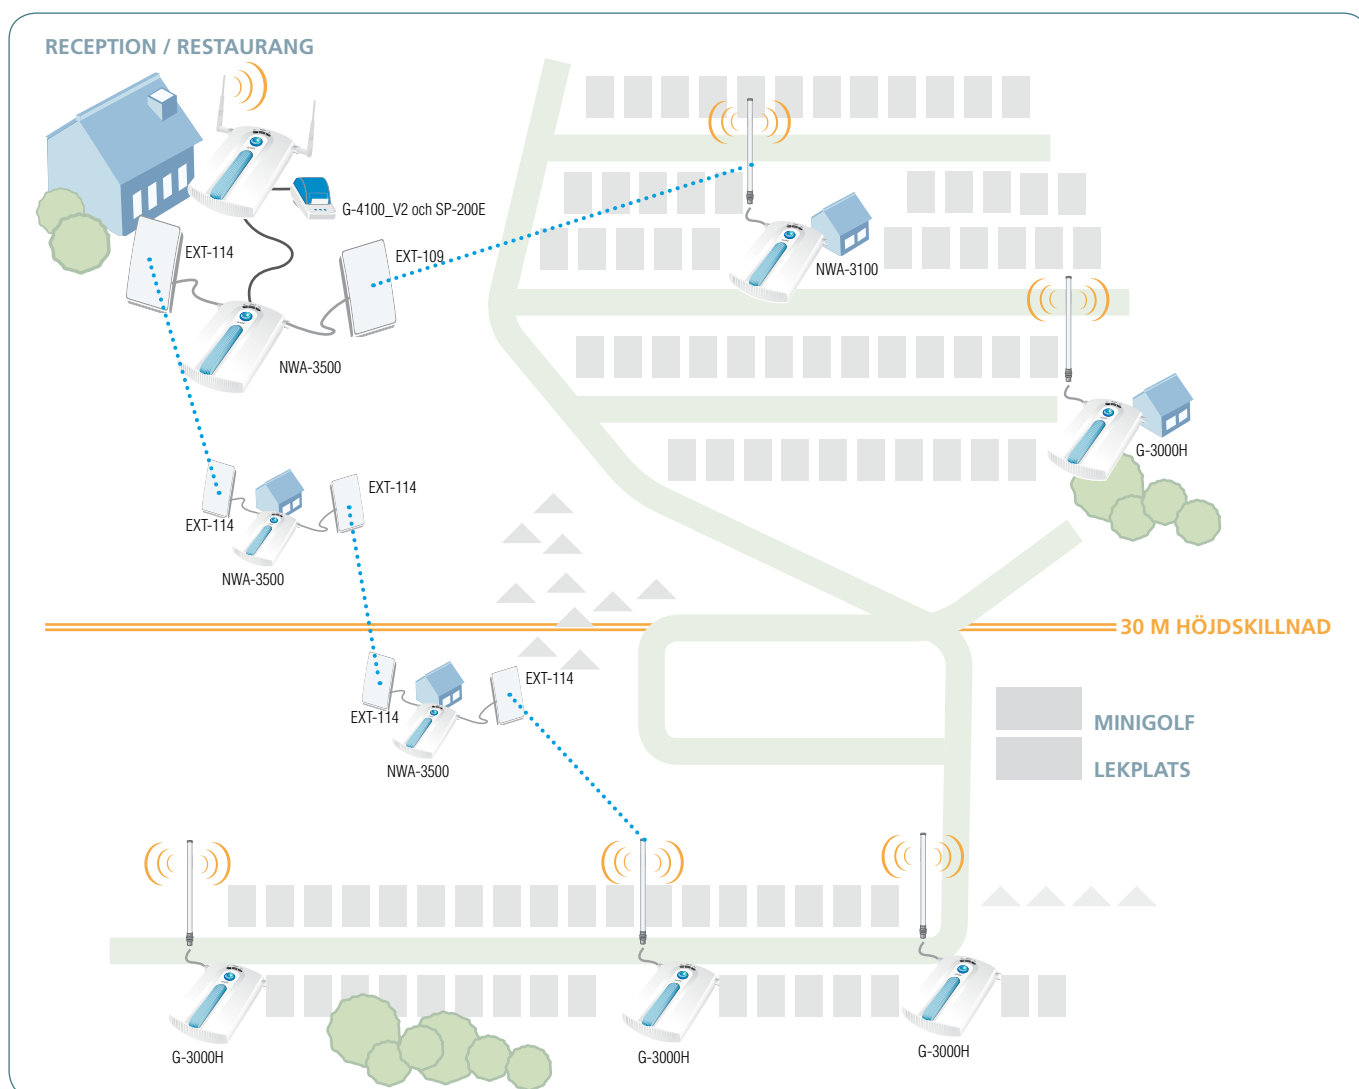 RECEPTION / RESTAURANG
G-4100_V2 och SP-200E
EXT-114
EXT-109
NWA-3100
NWA-3500
G-3000H
EXT-114
EXT-114
NWA-3500
30 M HÖJDSKILLNAD
EXT-114
EXT-114
NWA-3500
MINIGOLF
LEKPLATS
G-3000H
G-3000H
G-3000H